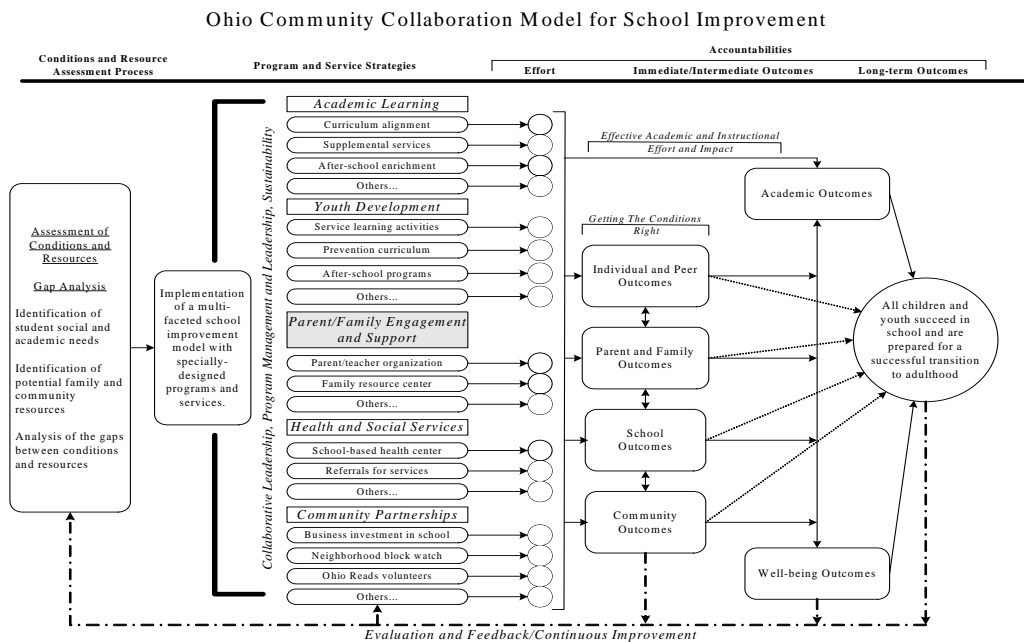 Ohio Community Collaboration Model for School Improvement
Conditions and Resource
Assessment Process
Program and Service Strategies
Accountabilities
Effort
Immediate/Intermediate Outcomes
Long-term Outcomes
Assessment of
Conditions and
Resources
Gap Analysis
Identification of
student social and
academic needs
Identification of
potential family and
community
resources
Analysis of the gaps
between conditions
and resources
Implementation
of a multi-
faceted school
improvement
model with
specially-
designed
programs and
services.
Collaborative Leadership, Program Management and Leadership, Sustainability
Academic Learning
Curriculum alignment
Supplemental services
After-school enrichment
Others...
Youth Development
Service learning activities
Prevention curriculum
After-school programs
Others...
Parent/Family Engagement
and Support
Parent/teacher organization
Family resource center
Others...
Health and Social Services
School-based health center
Referrals for services
Others...
Community Partnerships
Business investment in school
Neighborhood block watch
Ohio Reads volunteers
Others...
Effective Academic and Instructional
Effort and Impact
Getting The Conditions
Right
Individual and Peer
Outcomes
Parent and Family
Outcomes
School
Outcomes
Community
Outcomes
Academic Outcomes
Well-being Outcomes
All children and
youth succeed in
school and are
prepared for a
successful transition
to adulthood
Evaluation and Feedback/Continuous Improvement